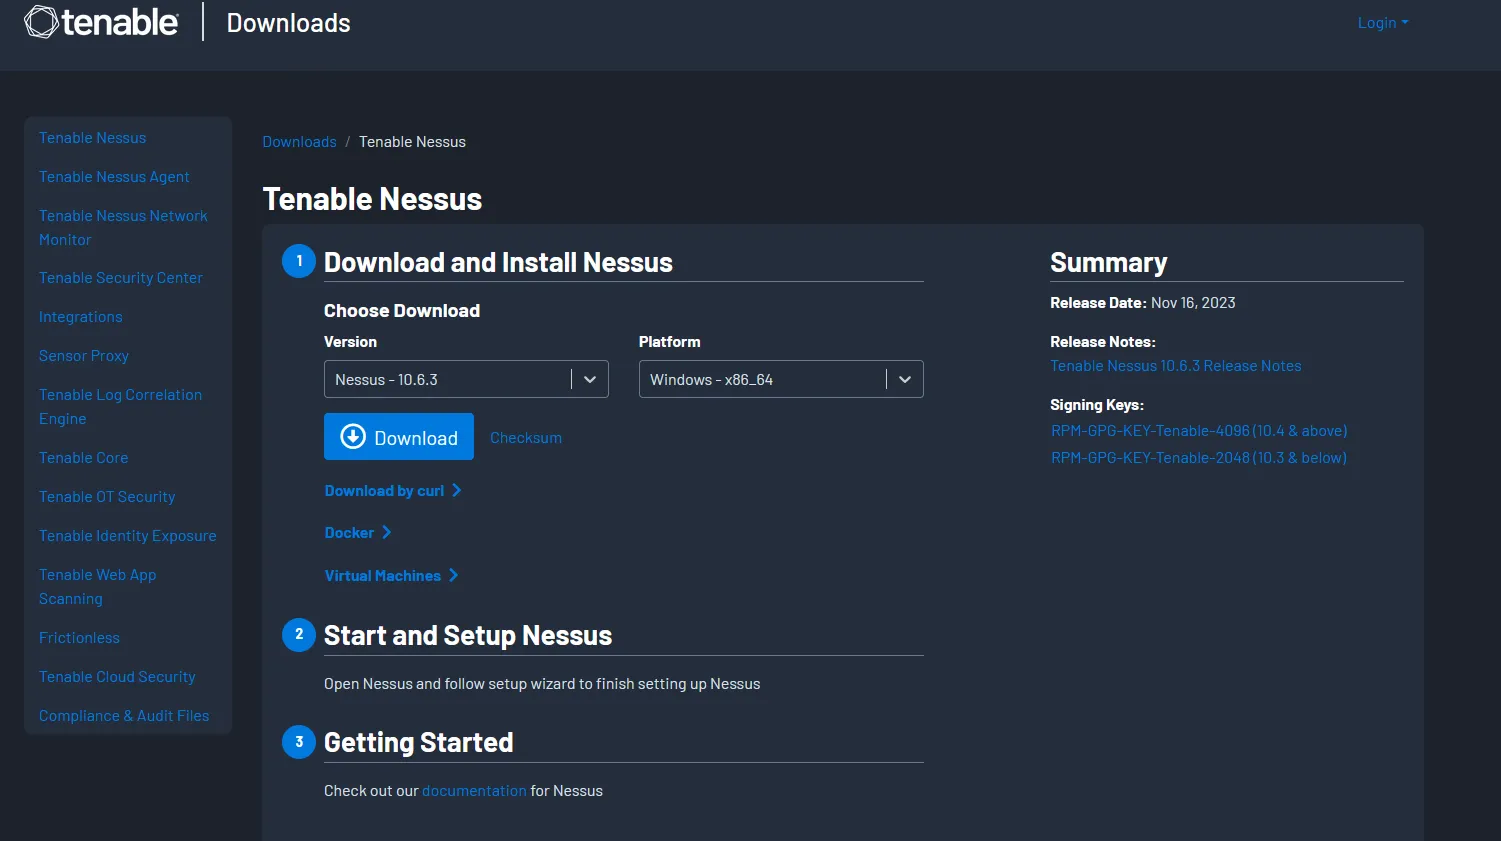 tenable
Downloads
Login
Tenable Nessus
Tenable Nessus Agent
Tenable Nessus Network
Monitor
Tenable Security Center
Integrations
Sensor Proxy
Tenable Log Correlation
Engine
Tenable Core
Tenable OT Security
Tenable Identity Exposure
Tenable Web App
Scanning
Frictionless
Tenable Cloud Security
Compliance & Audit Files
Downloads / Tenable Nessus
Tenable Nessus
1 Download and Install Nessus
Choose Download
Version
Nessus - 10.6.3
Platform
Windows - x86_64
Download
Checksum
Download by curl
Docker
Virtual Machines
2 Start and Setup Nessus
Open Nessus and follow setup wizard to finish setting up Nessus
3 Getting Started
Check out our documentation for Nessus
Summary
Release Date: Nov 16, 2023
Release Notes:
Tenable Nessus 10.6.3 Release Notes
Signing Keys:
RPM-GPG-KEY-Tenable-4096 (10.4 & above)
RPM-GPG-KEY-Tenable-2048 (10.3 & below)